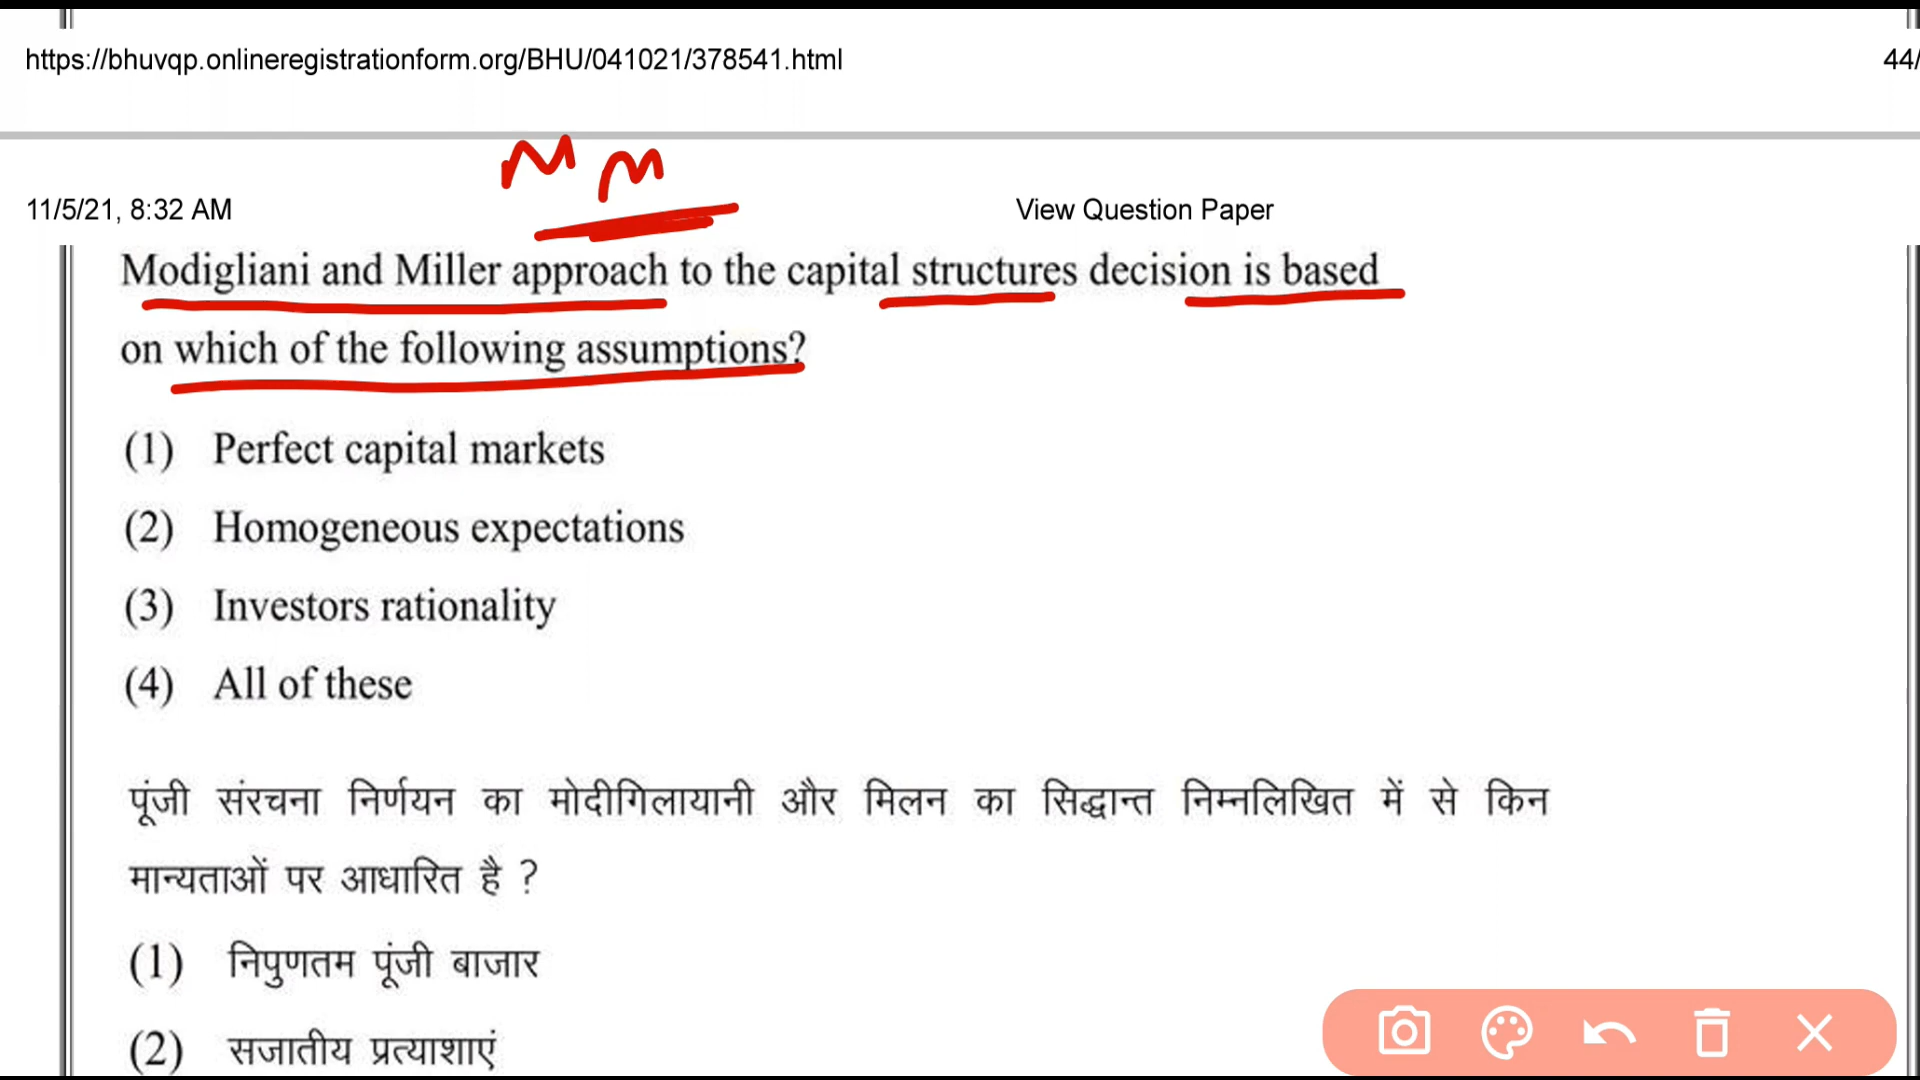 https://bhuvqp.onlineregistrationform.org/BHU/041021/378541.html 44/
M M
11/5/21, 8:32 AM View Question Paper
Modigliani and Miller approach to the capital structures decision is based
on which of the following assumptions?
(1) Perfect capital markets
(2) Homogeneous expectations
(3) Investors rationality
(4) All of these
पूंजी संरचना निर्णयन का मोदीगिलायानी और मिलन का सिद्धान्त निम्नलिखित में से किन
मान्यताओं पर आधारित है ?
(1) निपुणतम पूंजी बाजार
(2) सजातीय प्रत्याशाएं